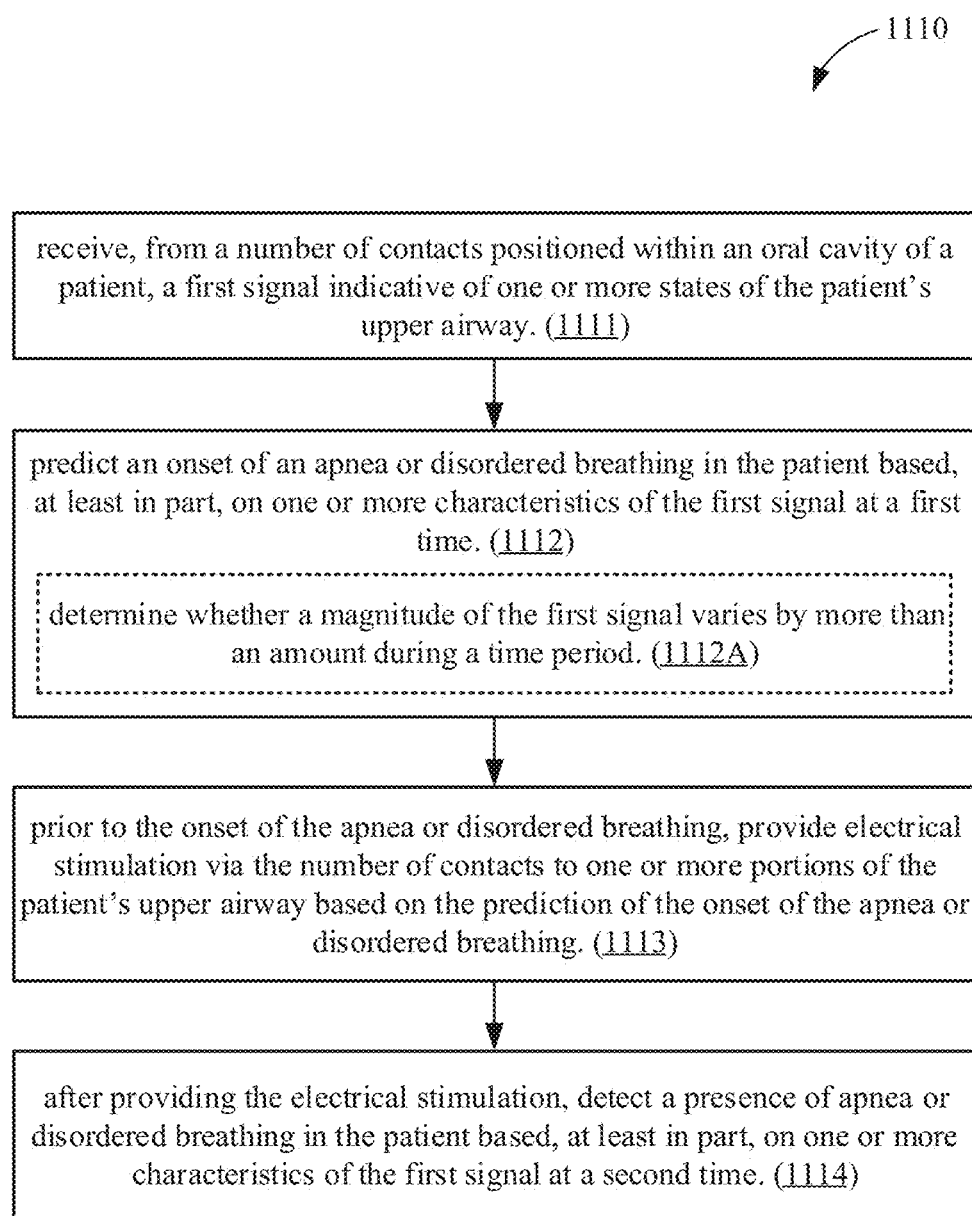 1110
receive, from a number of contacts positioned within an oral cavity of a
patient, a first signal indicative of one or more states of the patient's
upper airway. (1111)
predict an onset of an apnea or disordered breathing in the patient based,
at least in part, on one or more characteristics of the first signal at a first
time. (1112)
determine whether a magnitude of the first signal varies by more than
an amount during a time period. (1112A)
prior to the onset of the apnea or disordered breathing, provide electrical
stimulation via the number of contacts to one or more portions of the
patient's upper airway based on the prediction of the onset of the apnea or
disordered breathing. (1113)
after providing the electrical stimulation, detect a presence of apnea or
disordered breathing in the patient based, at least in part, on one or more
characteristics of the first signal at a second time. (1114)